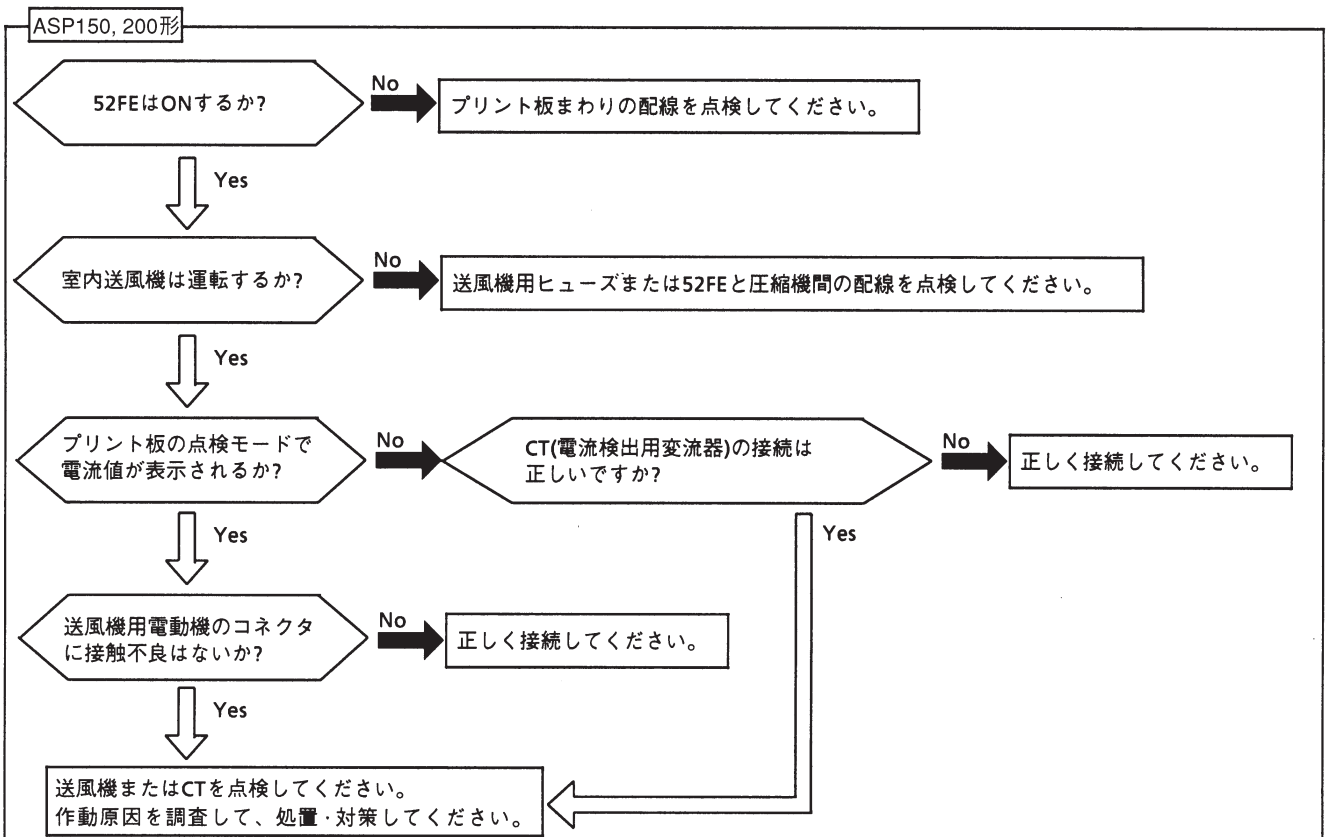 ASP150, 200形
52FEはONするか?
No
プリント板まわりの配線を点検してください。
Yes
室内送風機は運転するか?
No
送風機用ヒューズまたは52FEと圧縮機間の配線を点検してください。
Yes
プリント板の点検モードで
電流値が表示されるか?
No
CT(電流検出用変流器)の接続は
正しいですか?
No
正しく接続してください。
Yes
Yes
送風機用電動機のコネクタ
に接触不良はないか?
No
正しく接続してください。
Yes
送風機またはCTを点検してください。
作動原因を調査して、処置･対策してください。